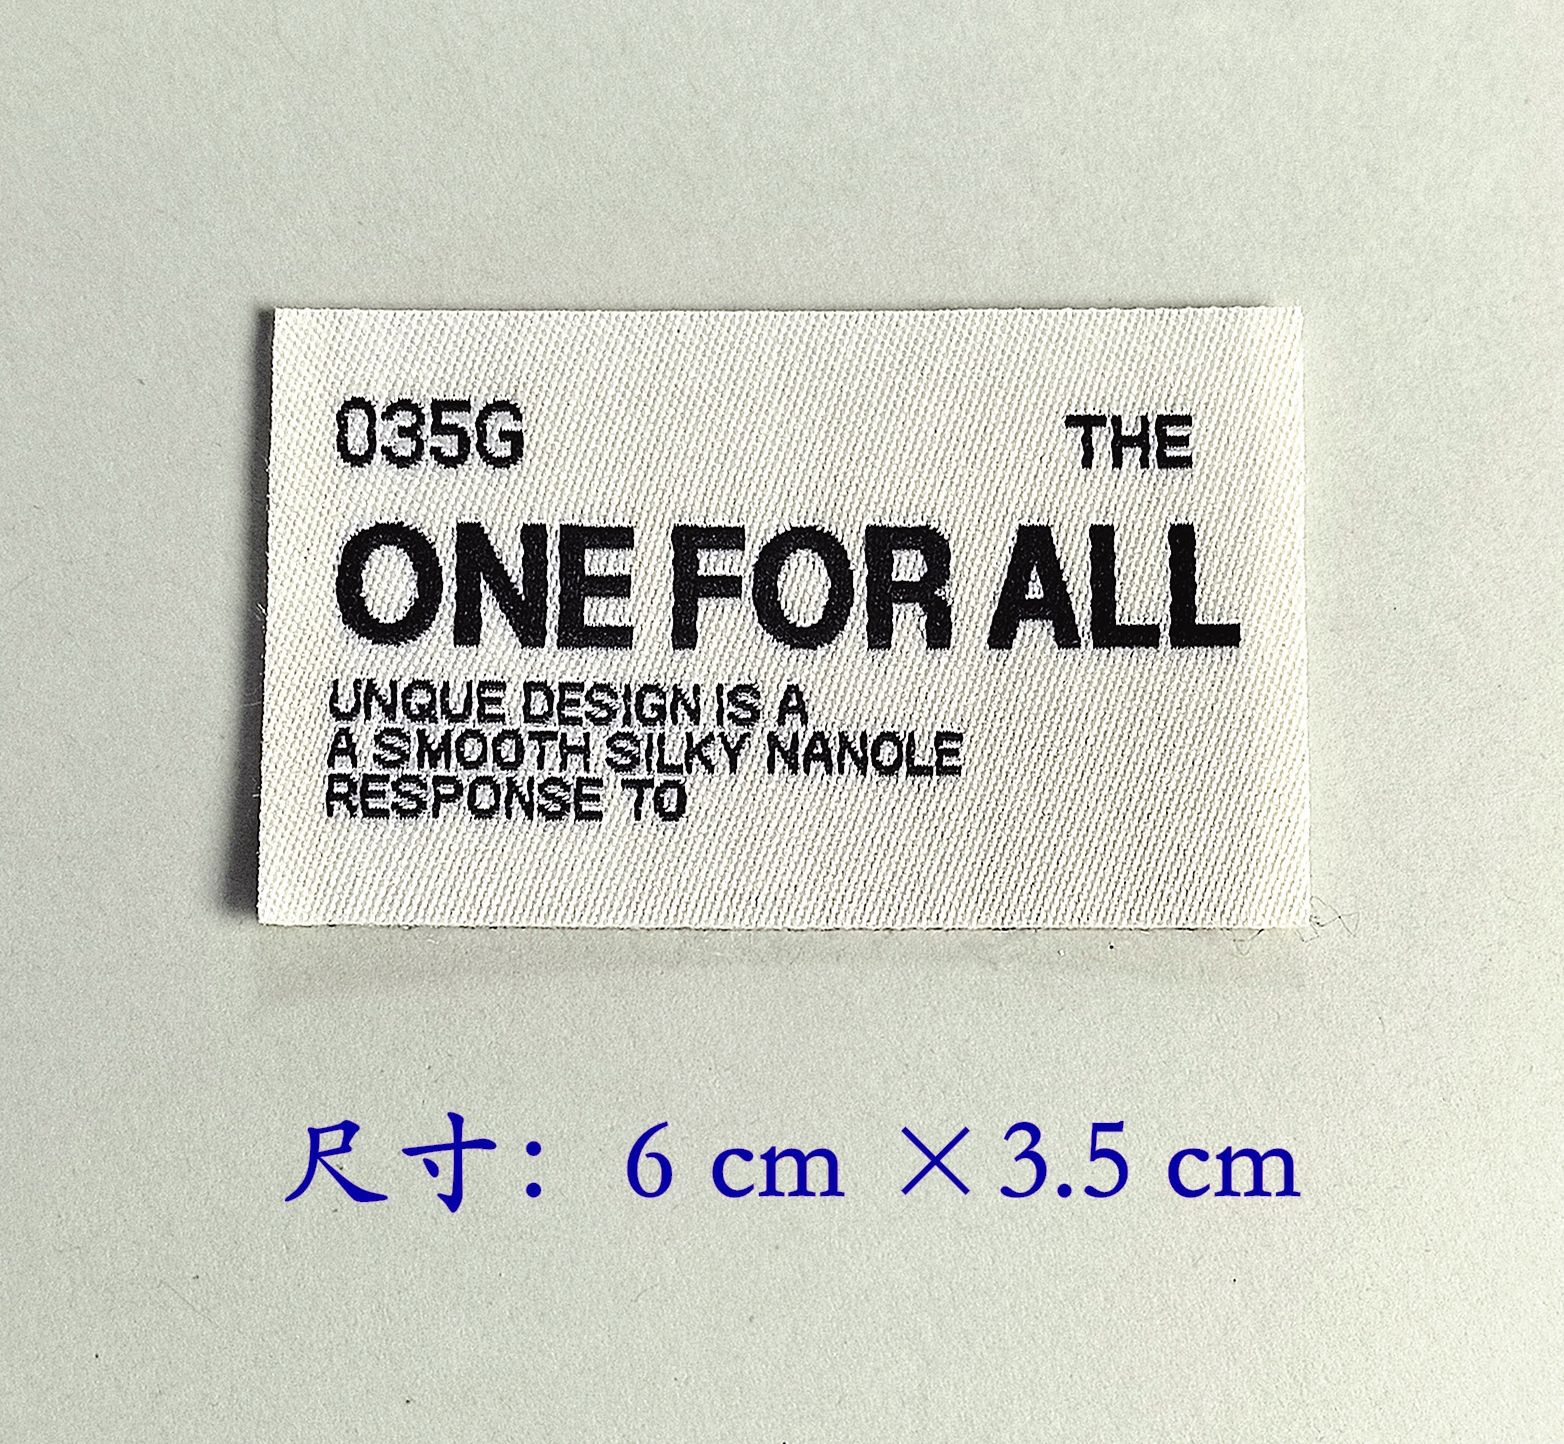 035G THE
ONE FOR ALL
UNQUE DESIGN IS A
A SMOOTH SILKY NANOLE
RESPONSE TO
尺寸：6 cm ×3.5 cm